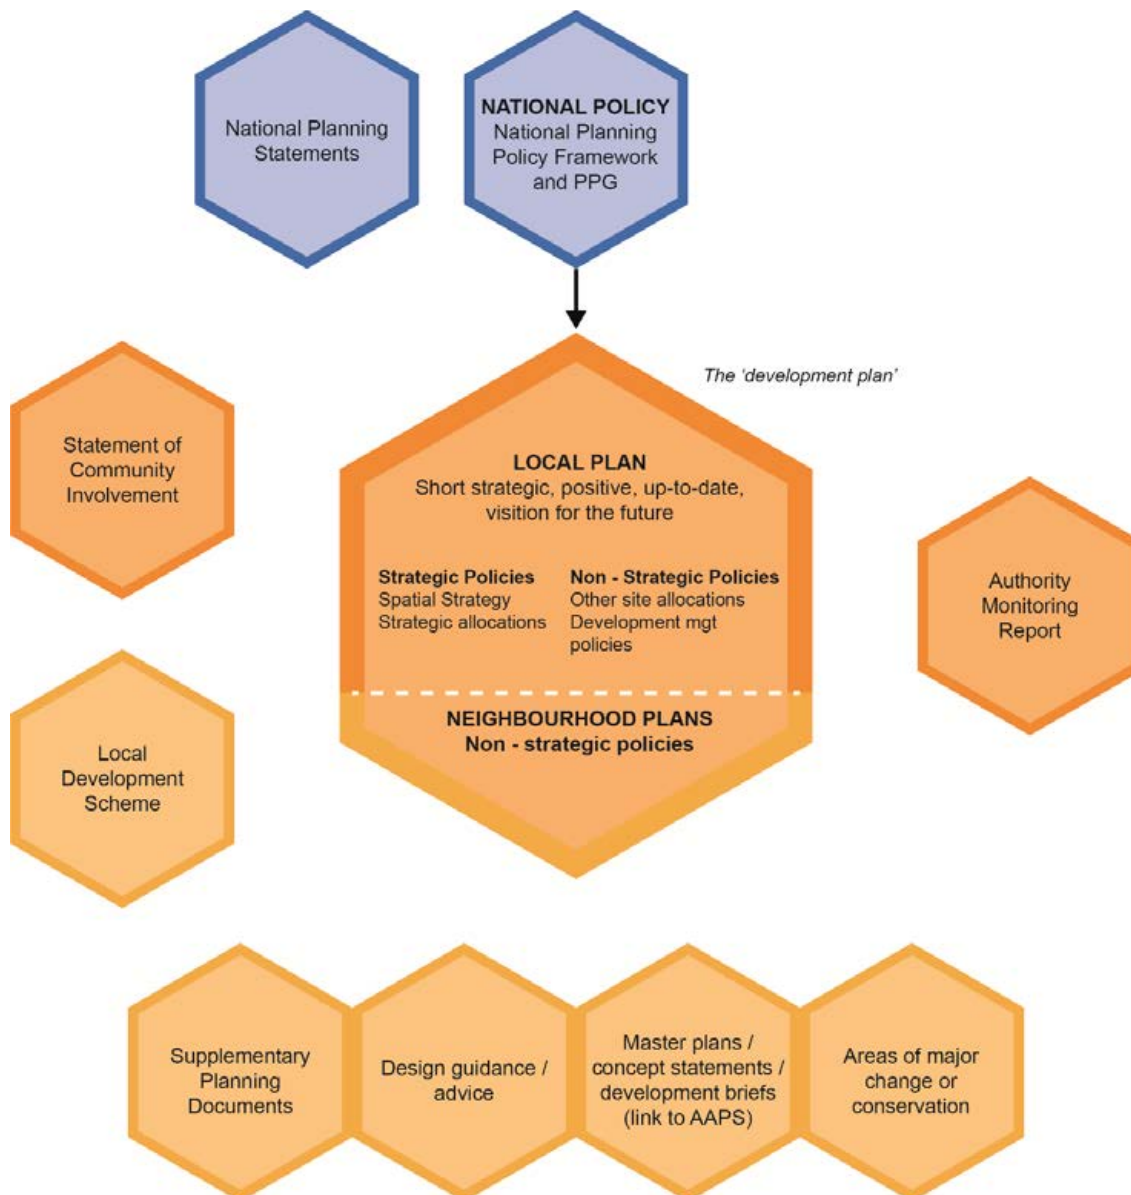 National Planning
Statements
NATIONAL POLICY
National Planning
Policy Framework
and PPG
The ‘development plan’
Statement of
Community
Involvement
LOCAL PLAN
Short strategic, positive, up-to-date,
visition for the future
Strategic Policies
Spatial Strategy
Strategic allocations
Non - Strategic Policies
Other site allocations
Development mgt
policies
Authority
Monitoring
Report
NEIGHBOURHOOD PLANS
Non - strategic policies
Local
Development
Scheme
Supplementary
Planning
Documents
Design guidance /
advice
Master plans /
concept statements /
development briefs
(link to AAPS)
Areas of major
change or
conservation